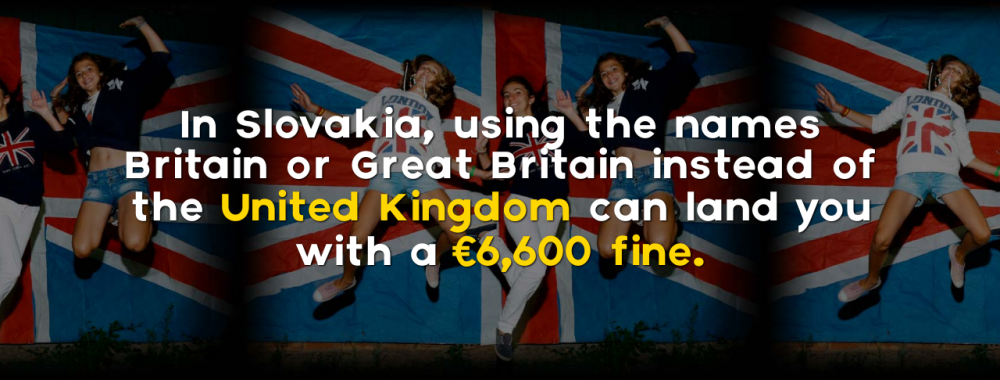 In Slovakia, using the names
Britain or Great Britain instead of
the United Kingdom can land you
with a €6,600 fine.
LONDON